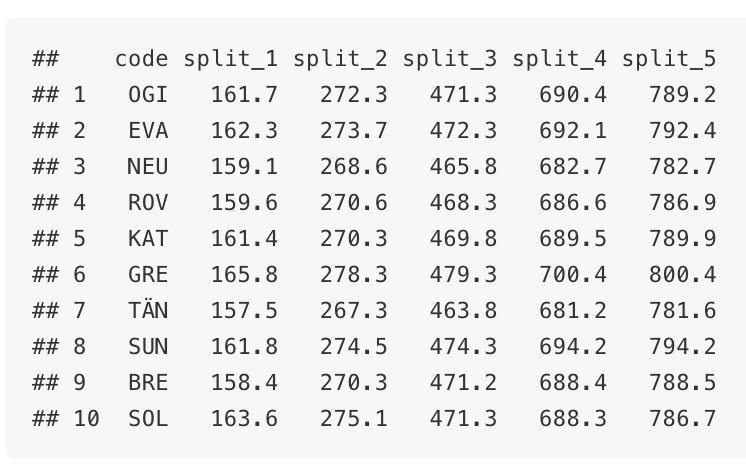 ##    code split_1 split_2 split_3 split_4 split_5
## 1   OGI   161.7   272.3   471.3   690.4   789.2
## 2   EVA   162.3   273.7   472.3   692.1   792.4
## 3   NEU   159.1   268.6   465.8   682.7   782.7
## 4   ROV   159.6   270.6   468.3   686.6   786.9
## 5   KAT   161.4   270.3   469.8   689.5   789.9
## 6   GRE   165.8   278.3   479.3   700.4   800.4
## 7   TÄN   157.5   267.3   463.8   681.2   781.6
## 8   SUN   161.8   274.5   474.3   694.2   794.2
## 9   BRE   158.4   270.3   471.2   688.4   788.5
## 10  SOL   163.6   275.1   471.3   688.3   786.7